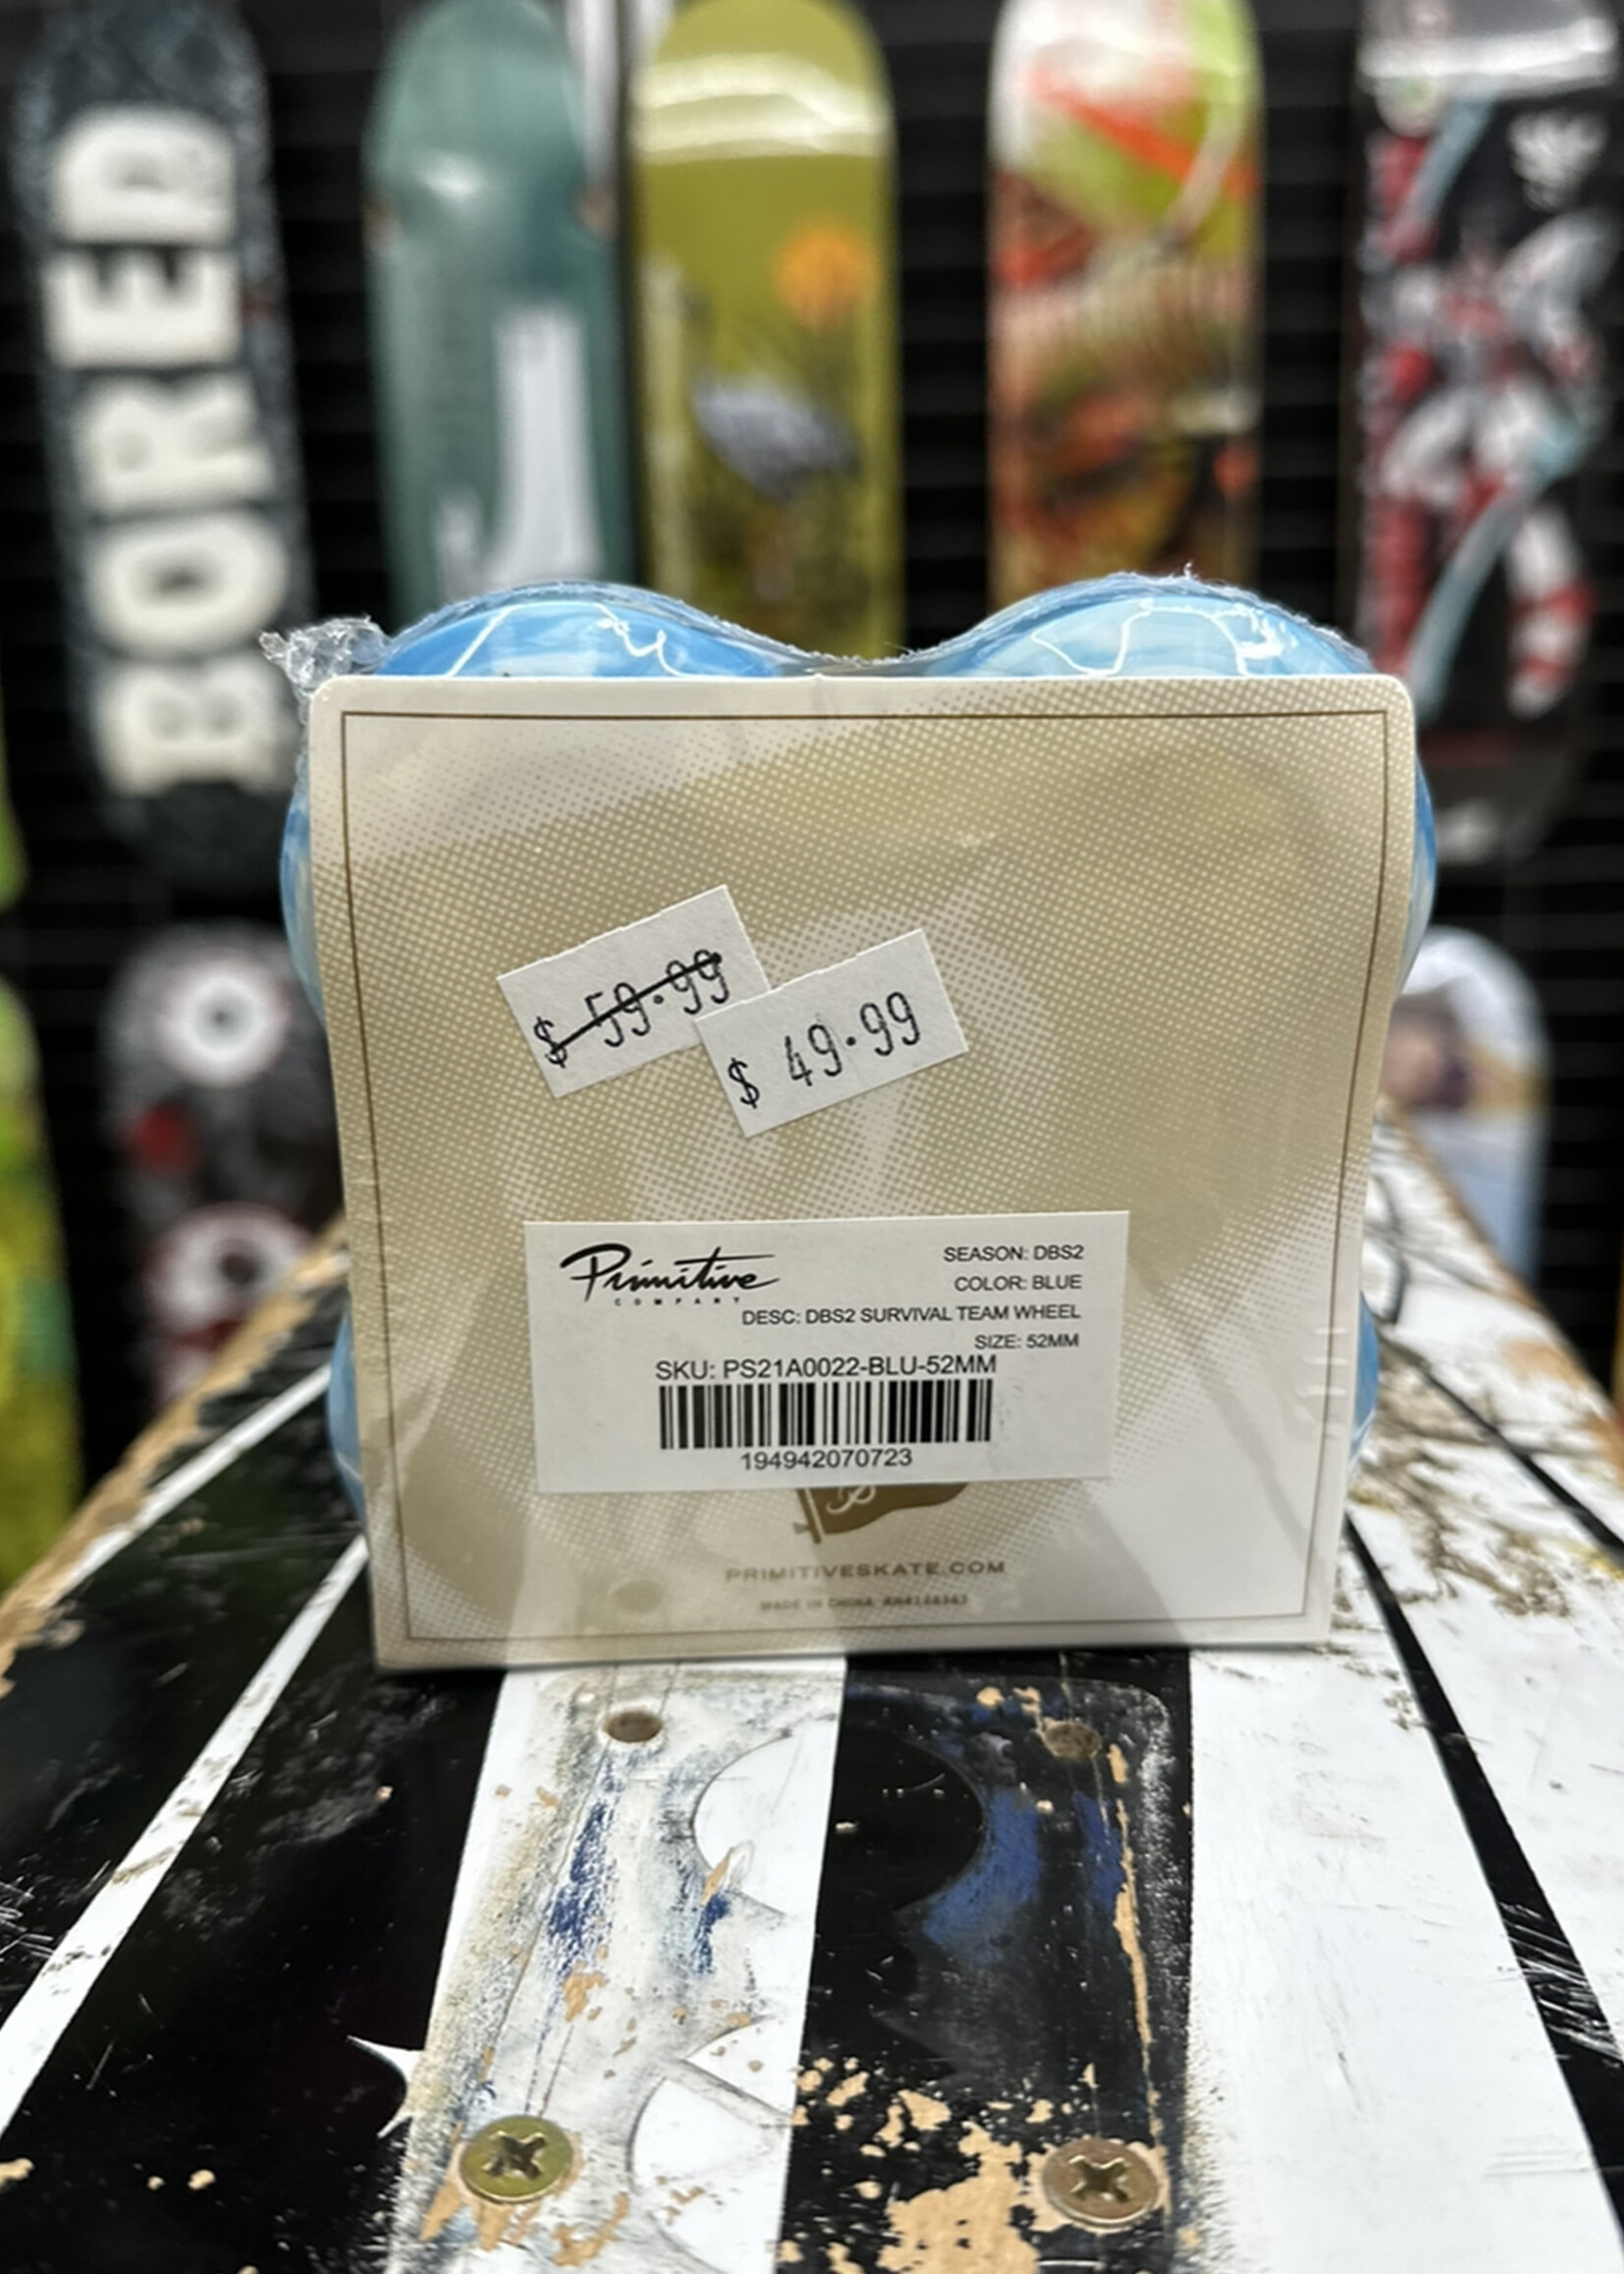 BORED
$ 59.99
$ 49.99
Primitive
COMPANY
SEASON: DBS2
COLOR: BLUE
DESC: DBS2 SURVIVAL TEAM WHEEL
SIZE: 52MM
SKU: PS21A0022-BLU-52MM
194942070723
PRIMITIVESKATE.COM
MADE IN CHINA